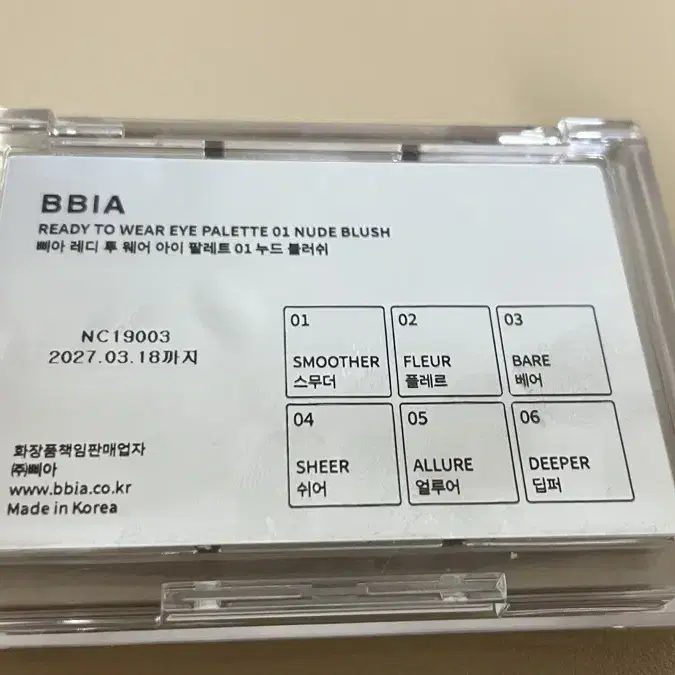 BBIA
READY TO WEAR EYE PALETTE 01 NUDE BLUSH
삐아 레디 투 웨어 아이 팔레트 01 누드 블러쉬
NC19003
2027.03.18까지
01
SMOOTHER
스무더
02
FLEUR
플레르
03
BARE
베어
04
SHEER
쉬어
05
ALLURE
얼루어
06
DEEPER
딥퍼
화장품책임판매업자
㈜삐아
www.bbia.co.kr
Made in Korea